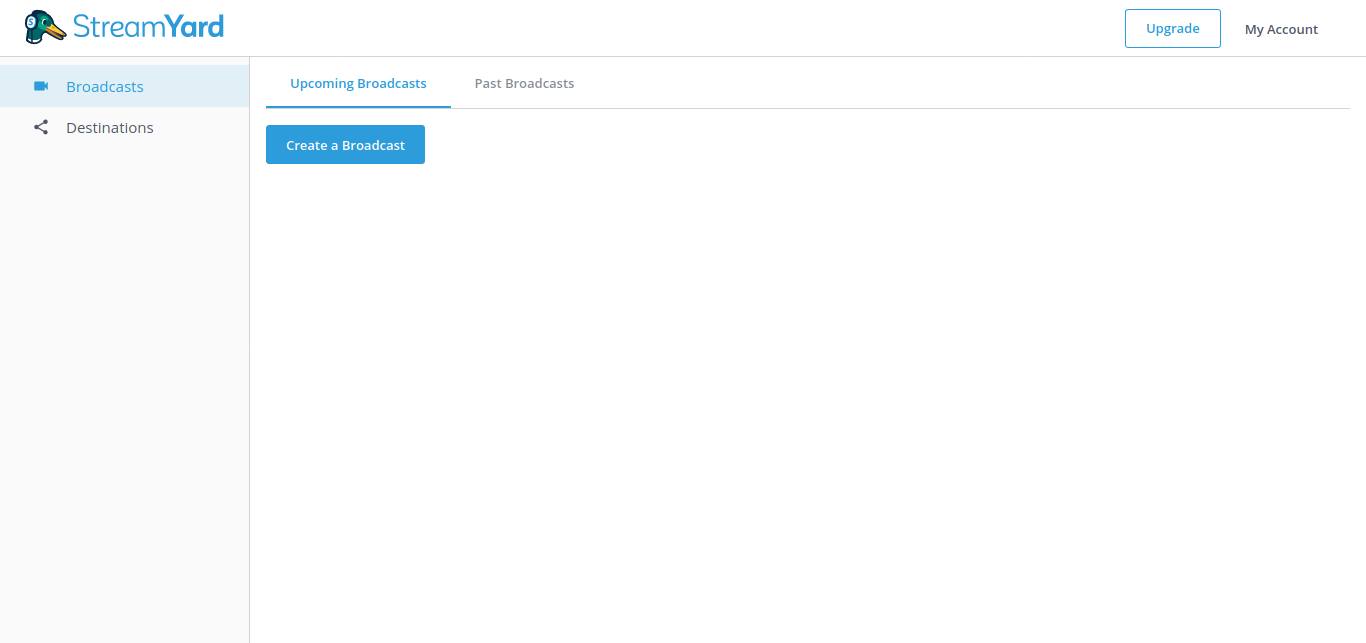 StreamYard
Upgrade
My Account
Broadcasts
Destinations
Upcoming Broadcasts
Past Broadcasts
Create a Broadcast